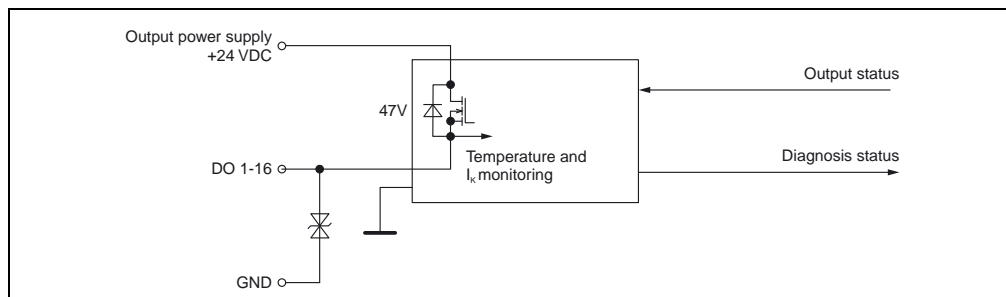 Output power supply
+24 VDC
Output status
47V
Temperature and
Iₖ monitoring
DO 1-16
Diagnosis status
GND